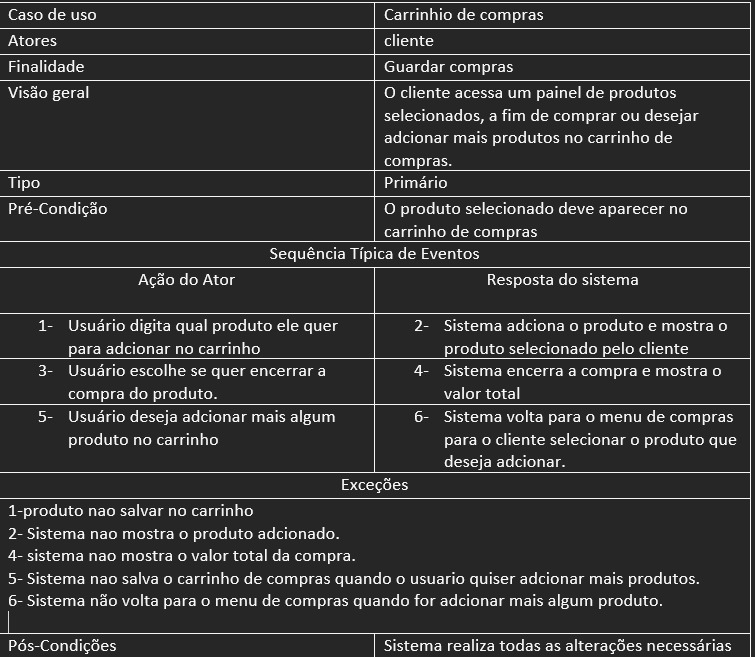 Caso de uso Carrinhio de compras
Atores cliente
Finalidade Guardar compras
Visão geral O cliente acessa um painel de produtos
selecionados, a fim de comprar ou desejar
adcionar mais produtos no carrinho de
compras.
Tipo Primário
Pré-Condição O produto selecionado deve aparecer no
carrinho de compras
Sequência Típica de Eventos
Ação do Ator Resposta do sistema
1- Usuário digita qual produto ele quer
para adcionar no carrinho
2- Sistema adciona o produto e mostra o
produto selecionado pelo cliente
3- Usuário escolhe se quer encerrar a
compra do produto.
4- Sistema encerra a compra e mostra o
valor total
5- Usuário deseja adcionar mais algum
produto no carrinho
6- Sistema volta para o menu de compras
para o cliente selecionar o produto que
deseja adcionar.
Exceções
1-produto nao salvar no carrinho
2- Sistema nao mostra o produto adcionado.
4- sistema nao mostra o valor total da compra.
5- Sistema nao salva o carrinho de compras quando o usuario quiser adcionar mais produtos.
6- Sistema não volta para o menu de compras quando for adcionar mais algum produto.
Pós-Condições Sistema realiza todas as alterações necessárias